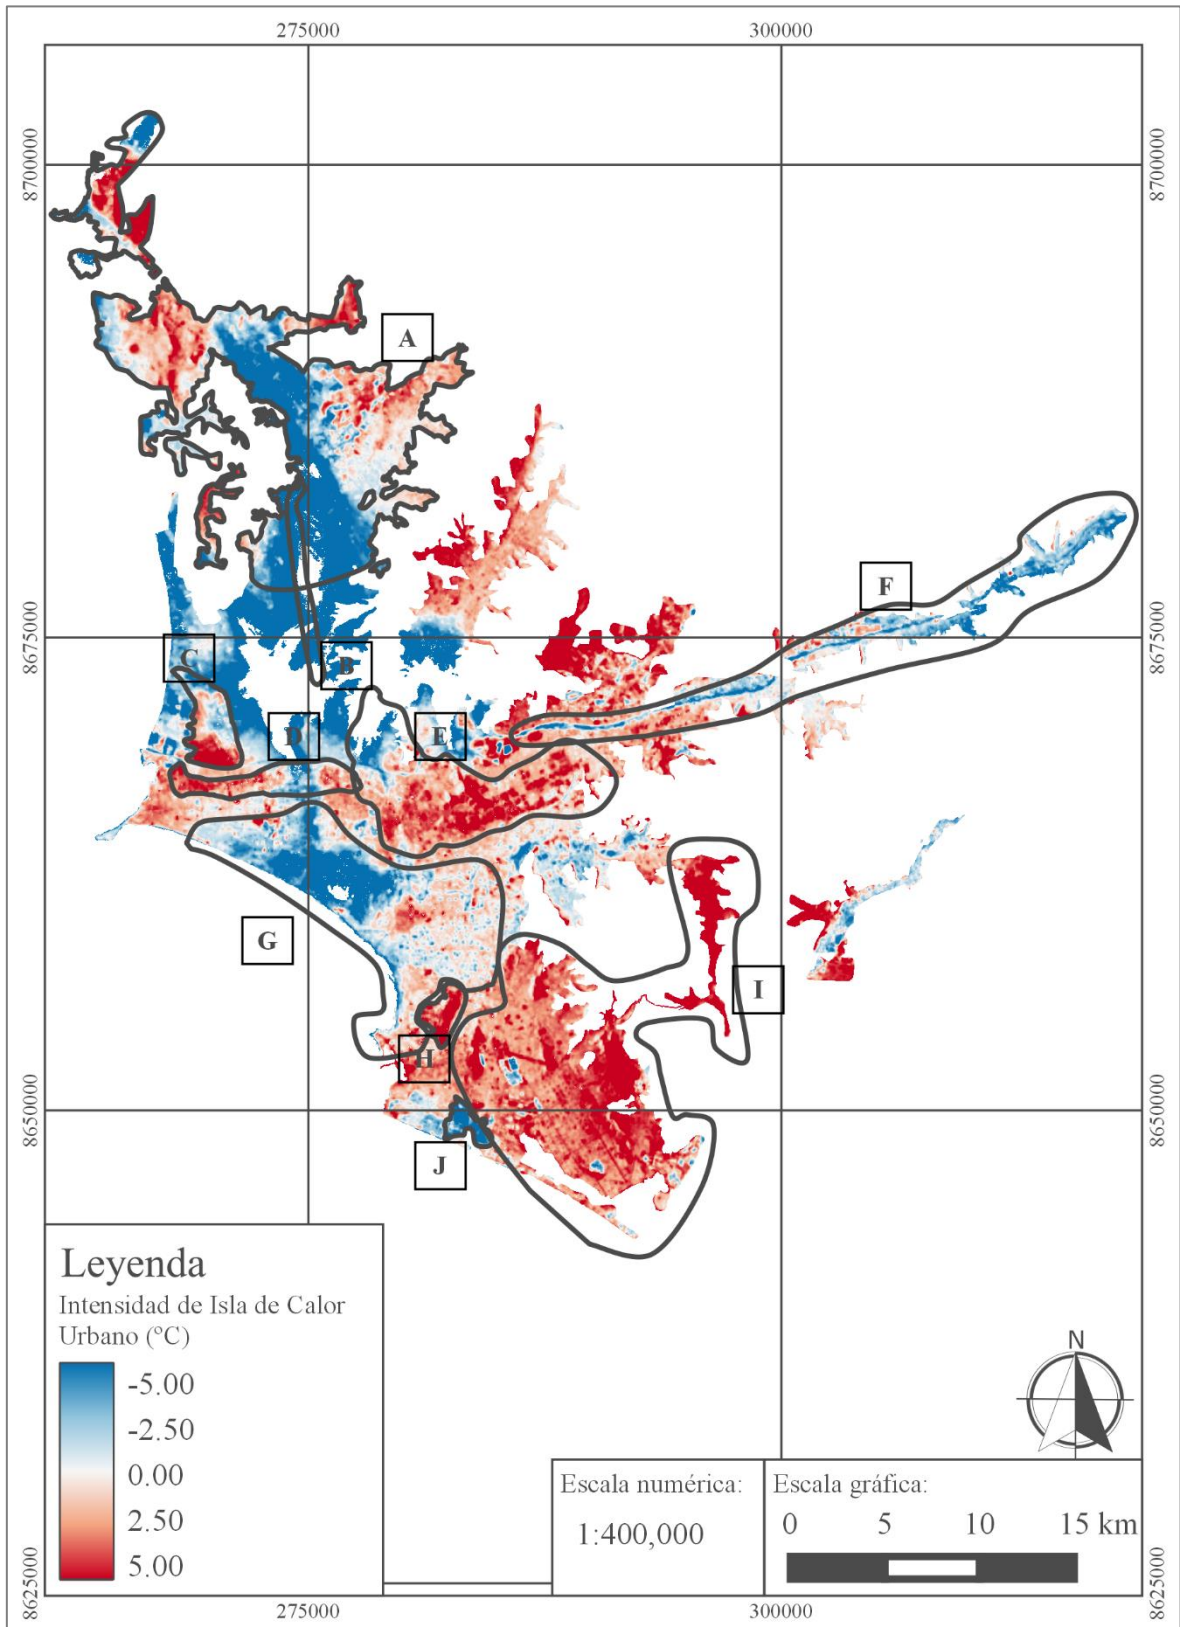 275000
300000
8700000
8700000
A
F
8675000
8675000
C
B
D
E
G
I
H
8650000
8650000
J
Leyenda
Intensidad de Isla de Calor
Urbano (°C)
-5.00
-2.50
0.00
2.50
5.00
N
Escala numérica:
1:400,000
Escala gráfica:
0 5 10 15 km
8625000
8625000
275000
300000